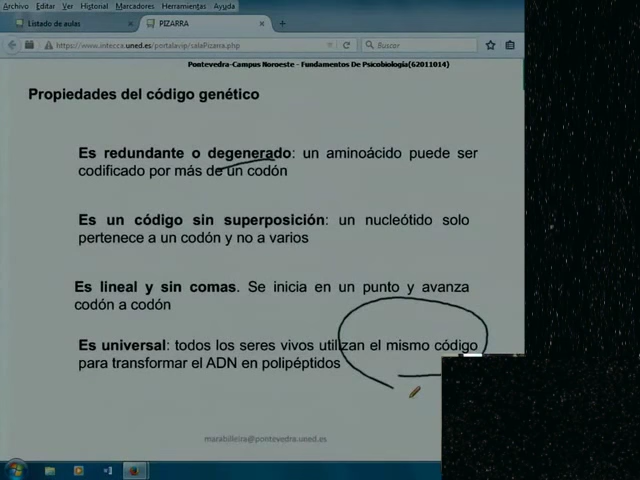 Archivo Editar Ver Historial Marcadores Herramientas Ayuda
Listado de aulas × PIZARRA × +
https://www.intecca.uned.es/portalavip/salaPizarra.php Buscar
Pontevedra-Campus Noroeste - Fundamentos De Psicobiología(62011014)
Propiedades del código genético
Es redundante o degenerado: un aminoácido puede ser
codificado por más de un codón
Es un código sin superposición: un nucleótido solo
pertenece a un codón y no a varios
Es lineal y sin comas. Se inicia en un punto y avanza
codón a codón
Es universal: todos los seres vivos utilizan el mismo código
para transformar el ADN en polipéptidos
marabilleira@pontevedra.uned.es